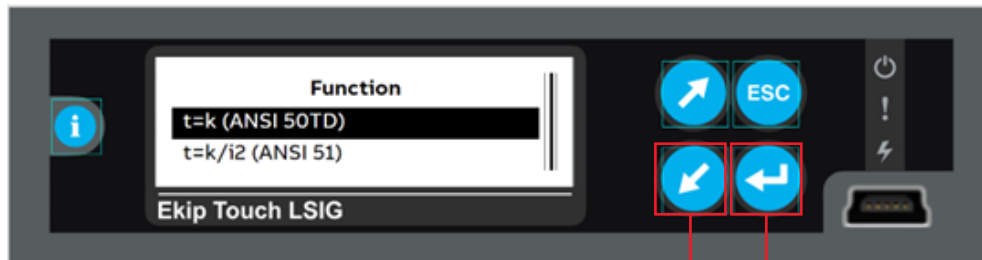 Function
t=k (ANSI 50TD)
t=k/i2 (ANSI 51)
Ekip Touch LSIG
i
ESC
!